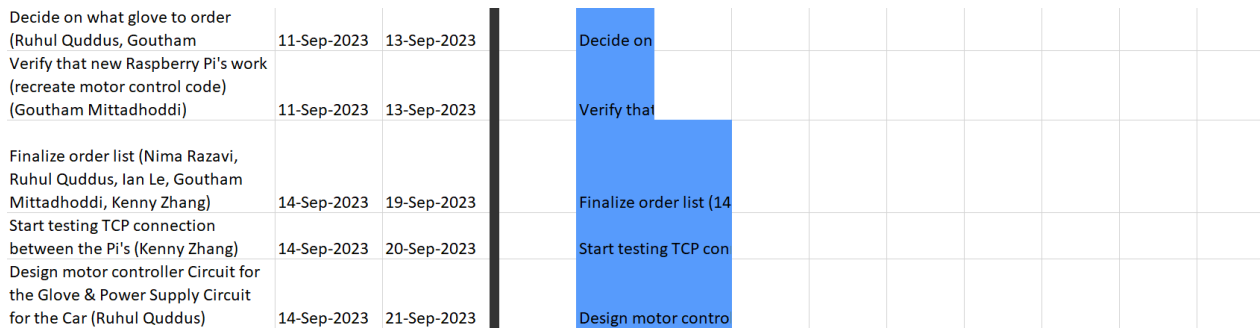 Decide on what glove to order
(Ruhul Quddus, Goutham 11-Sep-2023 13-Sep-2023 Decide on
Verify that new Raspberry Pi's work
(recreate motor control code)
(Goutham Mittadhoddi) 11-Sep-2023 13-Sep-2023 Verify that
Finalize order list (Nima Razavi,
Ruhul Quddus, Ian Le, Goutham
Mittadhoddi, Kenny Zhang) 14-Sep-2023 19-Sep-2023 Finalize order list (14
Start testing TCP connection
between the Pi's (Kenny Zhang) 14-Sep-2023 20-Sep-2023 Start testing TCP con
Design motor controller Circuit for
the Glove & Power Supply Circuit
for the Car (Ruhul Quddus) 14-Sep-2023 21-Sep-2023 Design motor contro